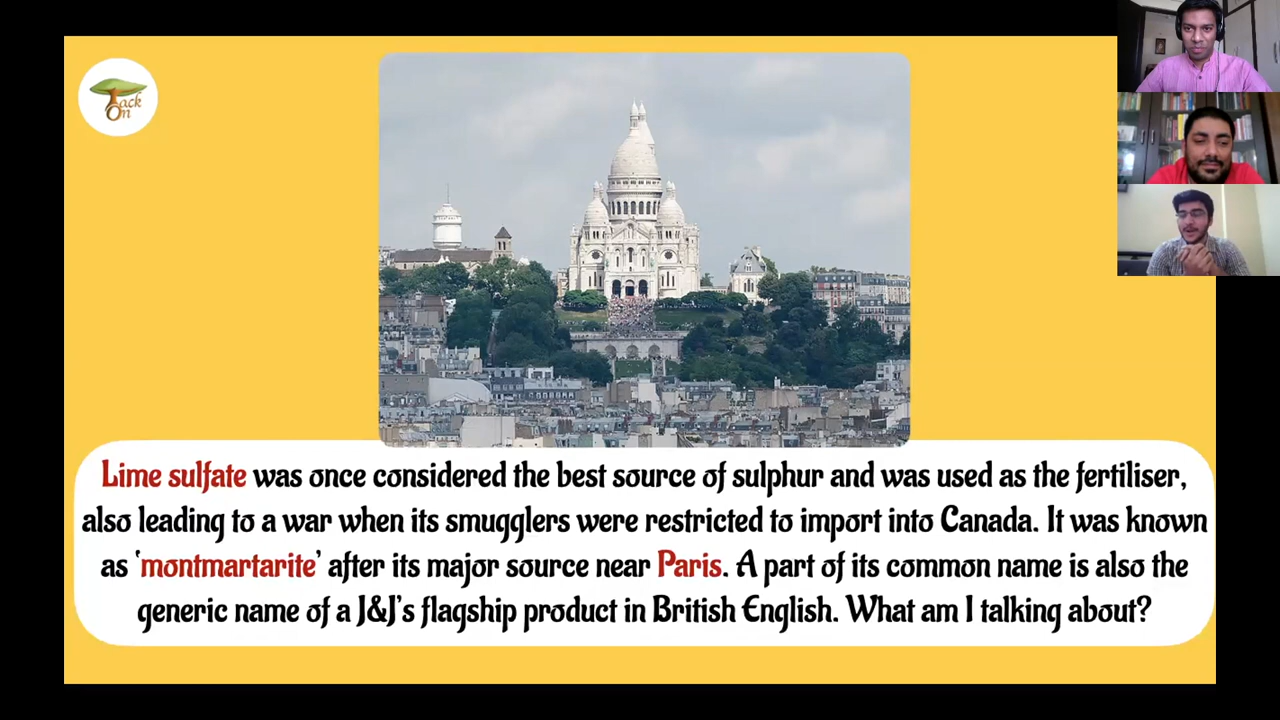 Tack
On
Lime sulfate was once considered the best source of sulphur and was used as the fertiliser,
also leading to a war when its smugglers were restricted to import into Canada. It was known
as 'montmartarite' after its major source near Paris. A part of its common name is also the
generic name of a J&J's flagship product in British English. What am I talking about?